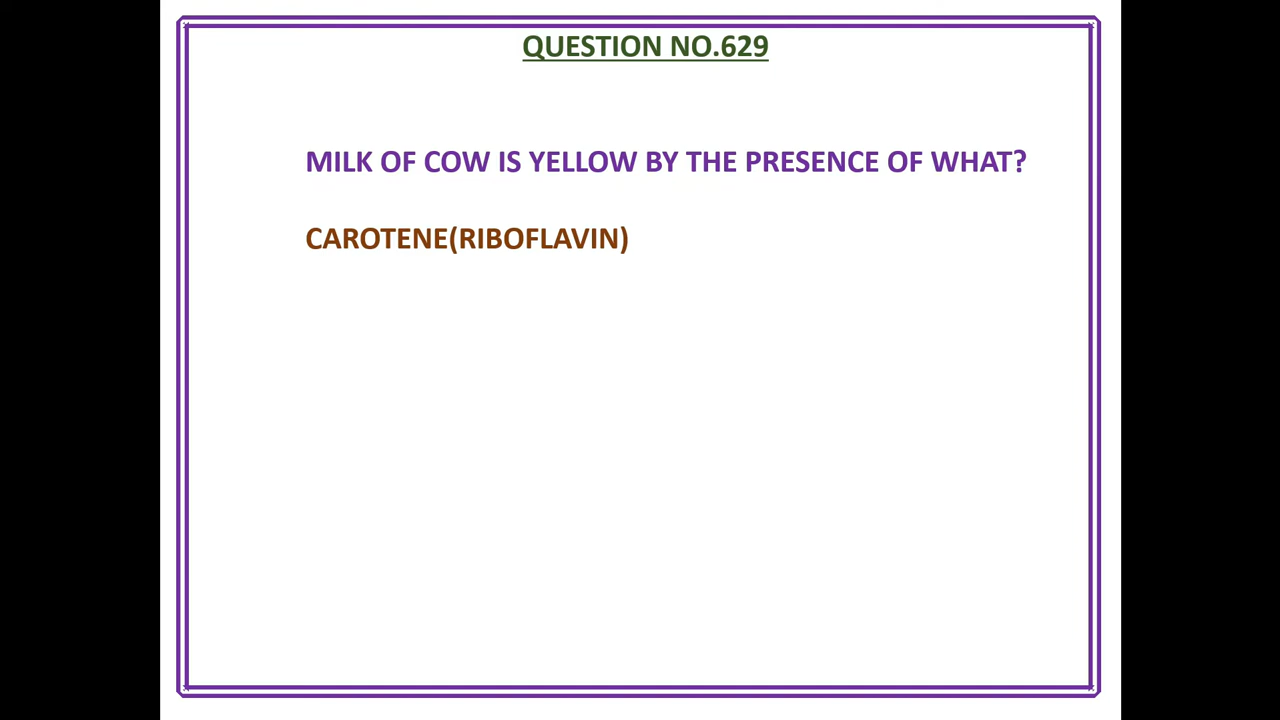 QUESTION NO.629
MILK OF COW IS YELLOW BY THE PRESENCE OF WHAT?
CAROTENE(RIBOFLAVIN)